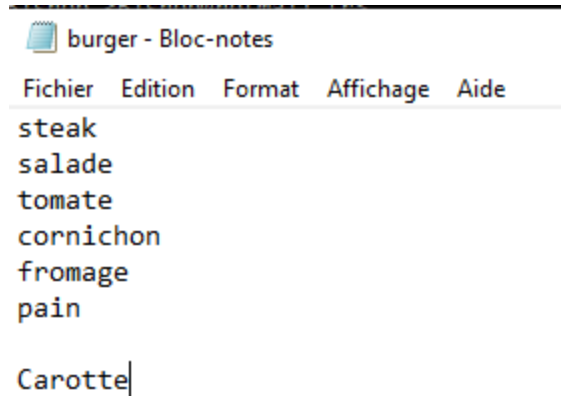 burger - Bloc-notes
Fichier Edition Format Affichage Aide
steak
salade
tomate
cornichon
fromage
pain
Carotte